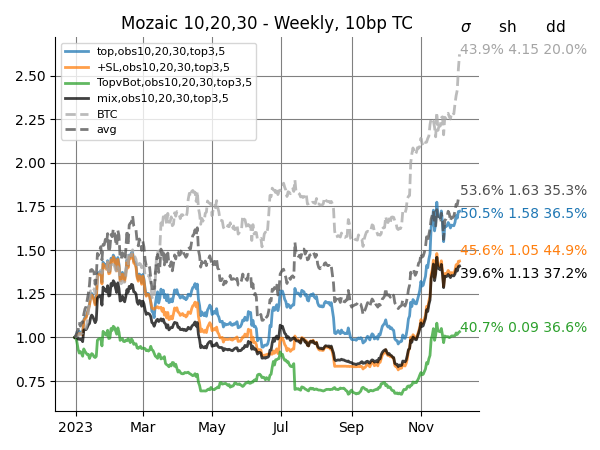 Mozaic 10,20,30 - Weekly, 10bp TC
σ sh dd
top,obs10,20,30,top3,5
+SL,obs10,20,30,top3,5
TopvBot,obs10,20,30,top3,5
mix,obs10,20,30,top3,5
BTC
avg
43.9% 4.15 20.0%
53.6% 1.63 35.3%
50.5% 1.58 36.5%
45.6% 1.05 44.9%
39.6% 1.13 37.2%
40.7% 0.09 36.6%
2.50
2.25
2.00
1.75
1.50
1.25
1.00
0.75
2023 Mar May Jul Sep Nov